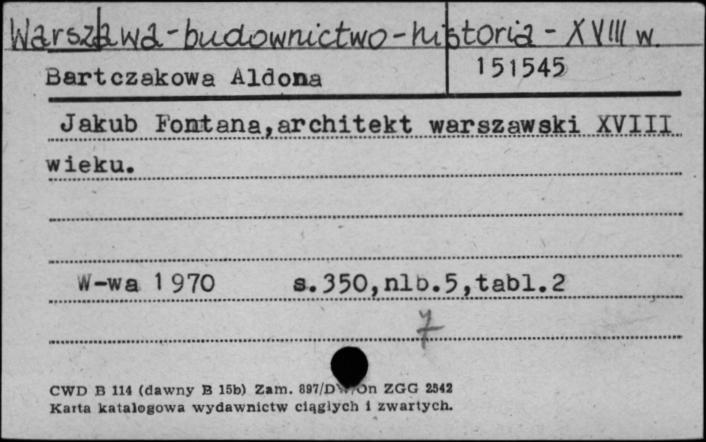 Warszawa - budownictwo - historia - XVIII w.
Bartczakowa Aldona
151545
Jakub Fontana,architekt warszawski XVIII
wieku.
W-wa 1970 s.350,nlb.5,tabl.2
7
CWD B 114 (dawny B 15b) Zam. 897/DW/On ZGG 2542
Karta katalogowa wydawnictw ciągłych i zwartych.